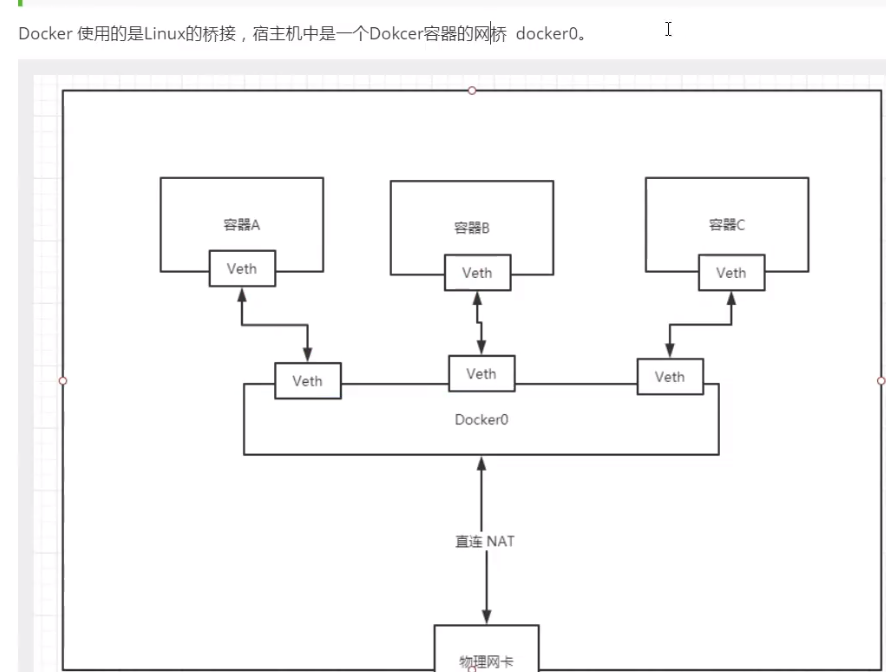 Docker 使用的是Linux的桥接，宿主机中是一个Dokcer容器的网桥 docker0。
容器A
容器B
容器C
Veth
Veth
Veth
Veth
Veth
Veth
Docker0
直连 NAT
物理网卡